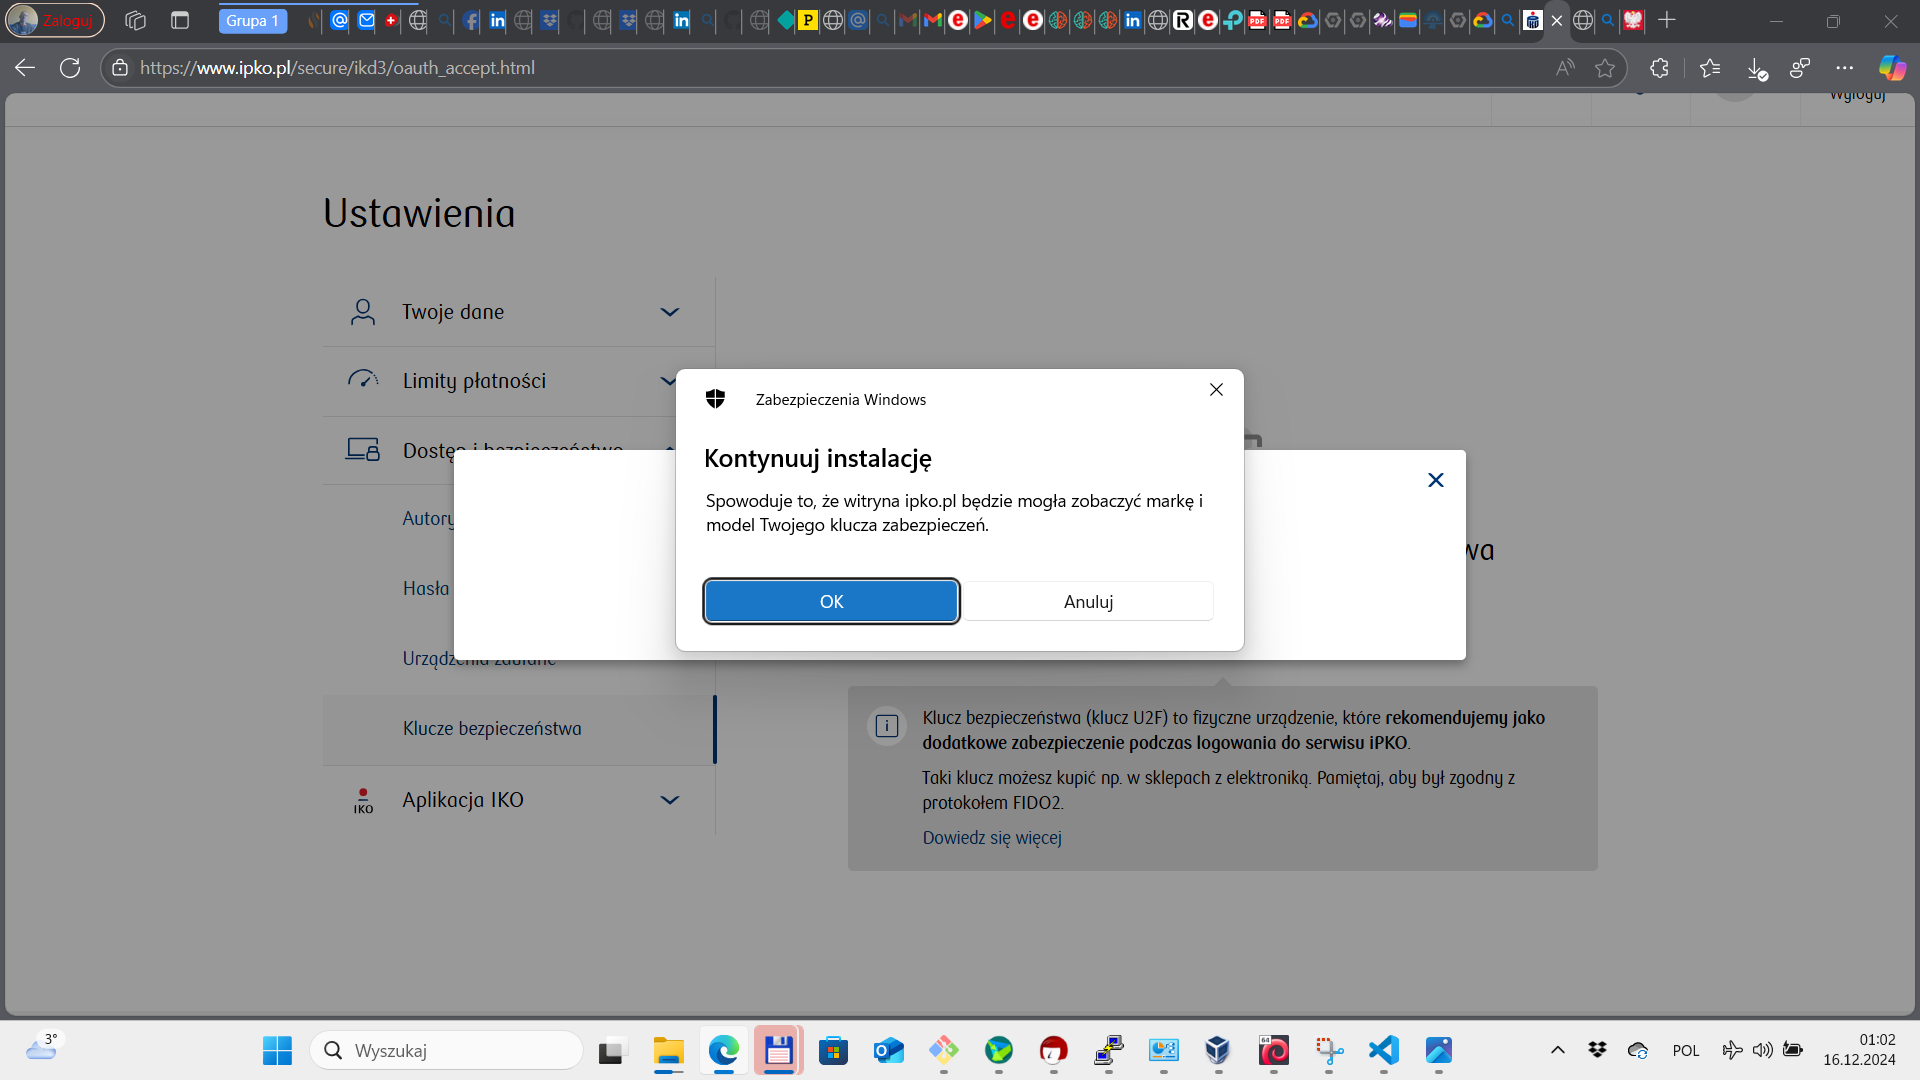 Zaloguj
Grupa 1
https://www.ipko.pl/secure/ikd3/oauth_accept.html
Wyloguj
Ustawienia
Twoje dane
Limity płatności
Dostęp i bezpieczeństwo
Zabezpieczenia Windows
Kontynuuj instalację
Spowoduje to, że witryna ipko.pl będzie mogła zobaczyć markę i
model Twojego klucza zabezpieczeń.
OK
Anuluj
Autory
Hasła
wa
Urządzenia zaufane
Klucze bezpieczeństwa
Klucz bezpieczeństwa (klucz U2F) to fizyczne urządzenie, które rekomendujemy jako
dodatkowe zabezpieczenie podczas logowania do serwisu iPKO.
Taki klucz możesz kupić np. w sklepach z elektroniką. Pamiętaj, aby był zgodny z
protokołem FIDO2.
Dowiedz się więcej
IKO
Aplikacja IKO
3°
Wyszukaj
64
POL
01:02
16.12.2024